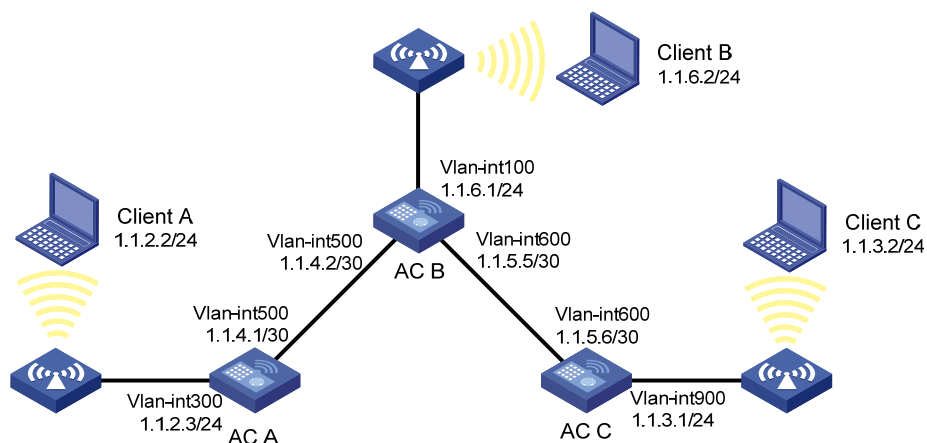 Client B
1.1.6.2/24
Vlan-int100
1.1.6.1/24
Client A
1.1.2.2/24
Vlan-int500
1.1.4.2/30
Vlan-int600
1.1.5.5/30
Client C
1.1.3.2/24
AC B
Vlan-int500
1.1.4.1/30
Vlan-int600
1.1.5.6/30
Vlan-int300
1.1.2.3/24
Vlan-int900
1.1.3.1/24
AC A
AC C